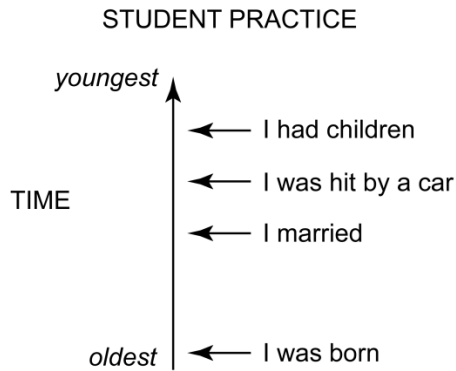 STUDENT PRACTICE
youngest
I had children
I was hit by a car
TIME
I married
oldest
I was born